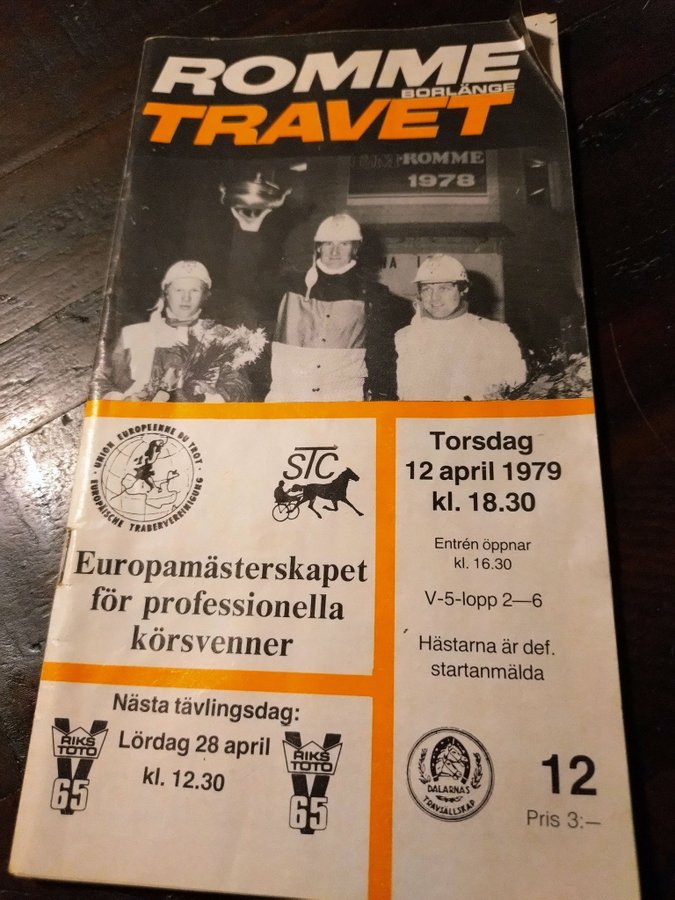 ROMME
BORLÄNGE
TRAVET
ROMME
1978
UNION EUROPEENNE DU TROT
EUROPÄISCHE TRABERVEREINIGUNG
STC
Europamästerskapet
för professionella
körsvenner
Torsdag
12 april 1979
kl. 18.30
Entrén öppnar
kl. 16.30
V-5-lopp 2—6
Hästarna är def.
startanmälda
Nästa tävlingsdag:
Lördag 28 april
kl. 12.30
RIKS
TOTO
V
65
RIKS
TOTO
V
65
DALARNAS
TRAVSÄLLSKAP
12
Pris 3:—